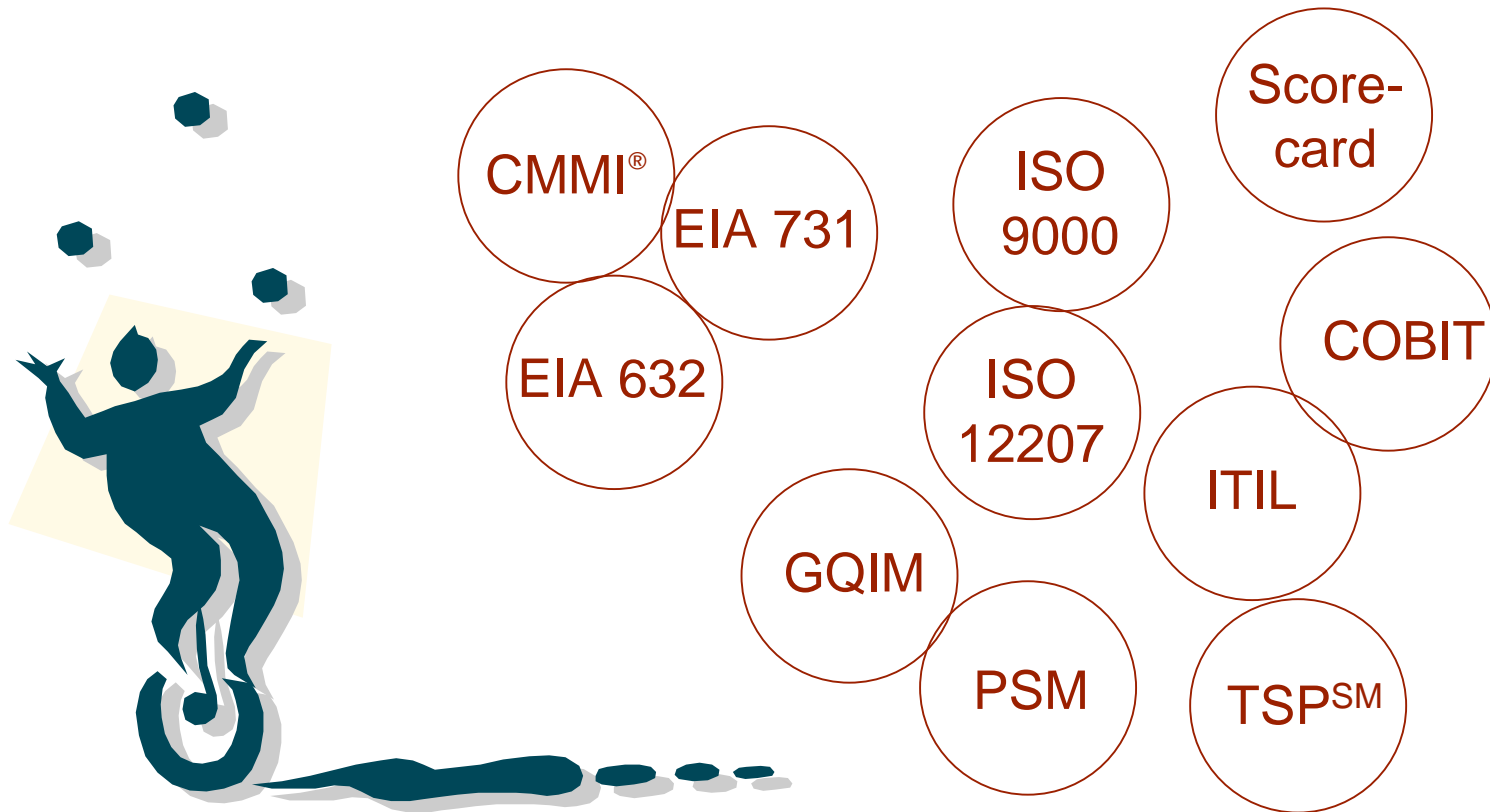 Score-
card
CMMI®
ISO
9000
EIA 731
COBIT
EIA 632
ISO
12207
ITIL
GQIM
PSM
TSP℠